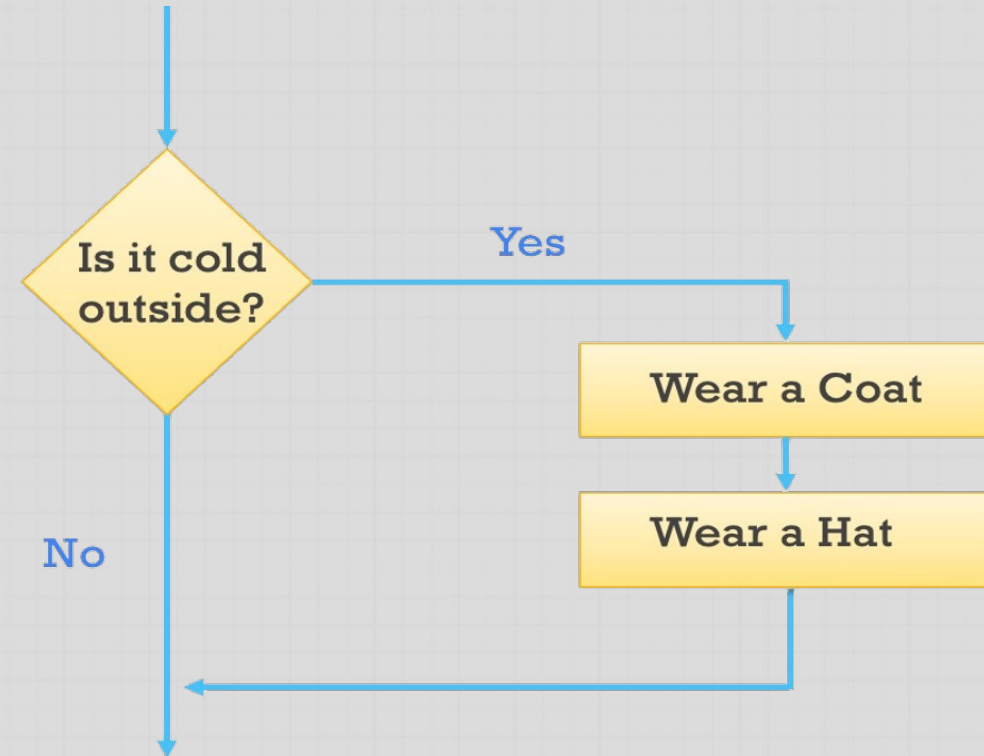 Is it cold
outside?
Yes
Wear a Coat
Wear a Hat
No